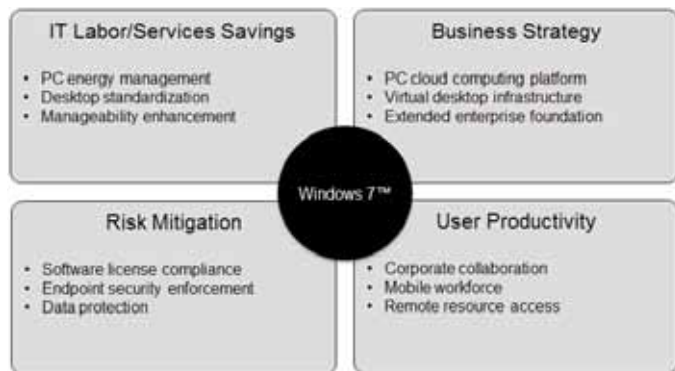 IT Labor/Services Savings
• PC energy management
• Desktop standardization
• Manageability enhancement
Business Strategy
• PC cloud computing platform
• Virtual desktop infrastructure
• Extended enterprise foundation
Windows 7™
Risk Mitigation
• Software license compliance
• Endpoint security enforcement
• Data protection
User Productivity
• Corporate collaboration
• Mobile workforce
• Remote resource access